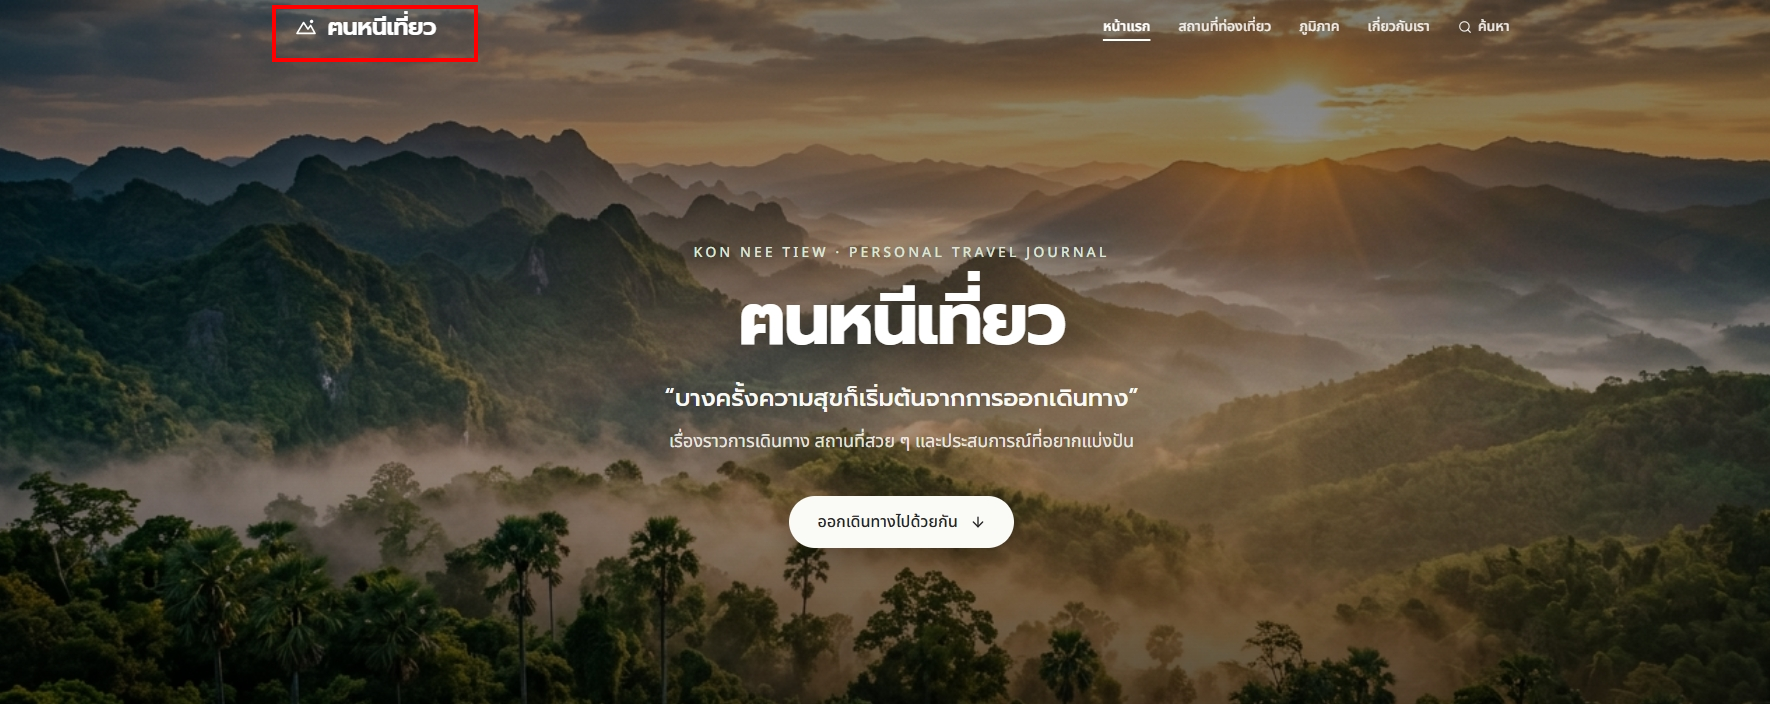 ฅนหนีเที่ยว
หน้าแรก สถานที่ท่องเที่ยว ภูมิภาค เกี่ยวกับเรา ค้นหา
KON NEE TIEW · PERSONAL TRAVEL JOURNAL
ฅนหนีเที่ยว
“บางครั้งความสุขก็เริ่มต้นจากการออกเดินทาง”
เรื่องราวการเดินทาง สถานที่สวย ๆ และประสบการณ์ที่อยากแบ่งปัน
ออกเดินทางไปด้วยกัน ↓